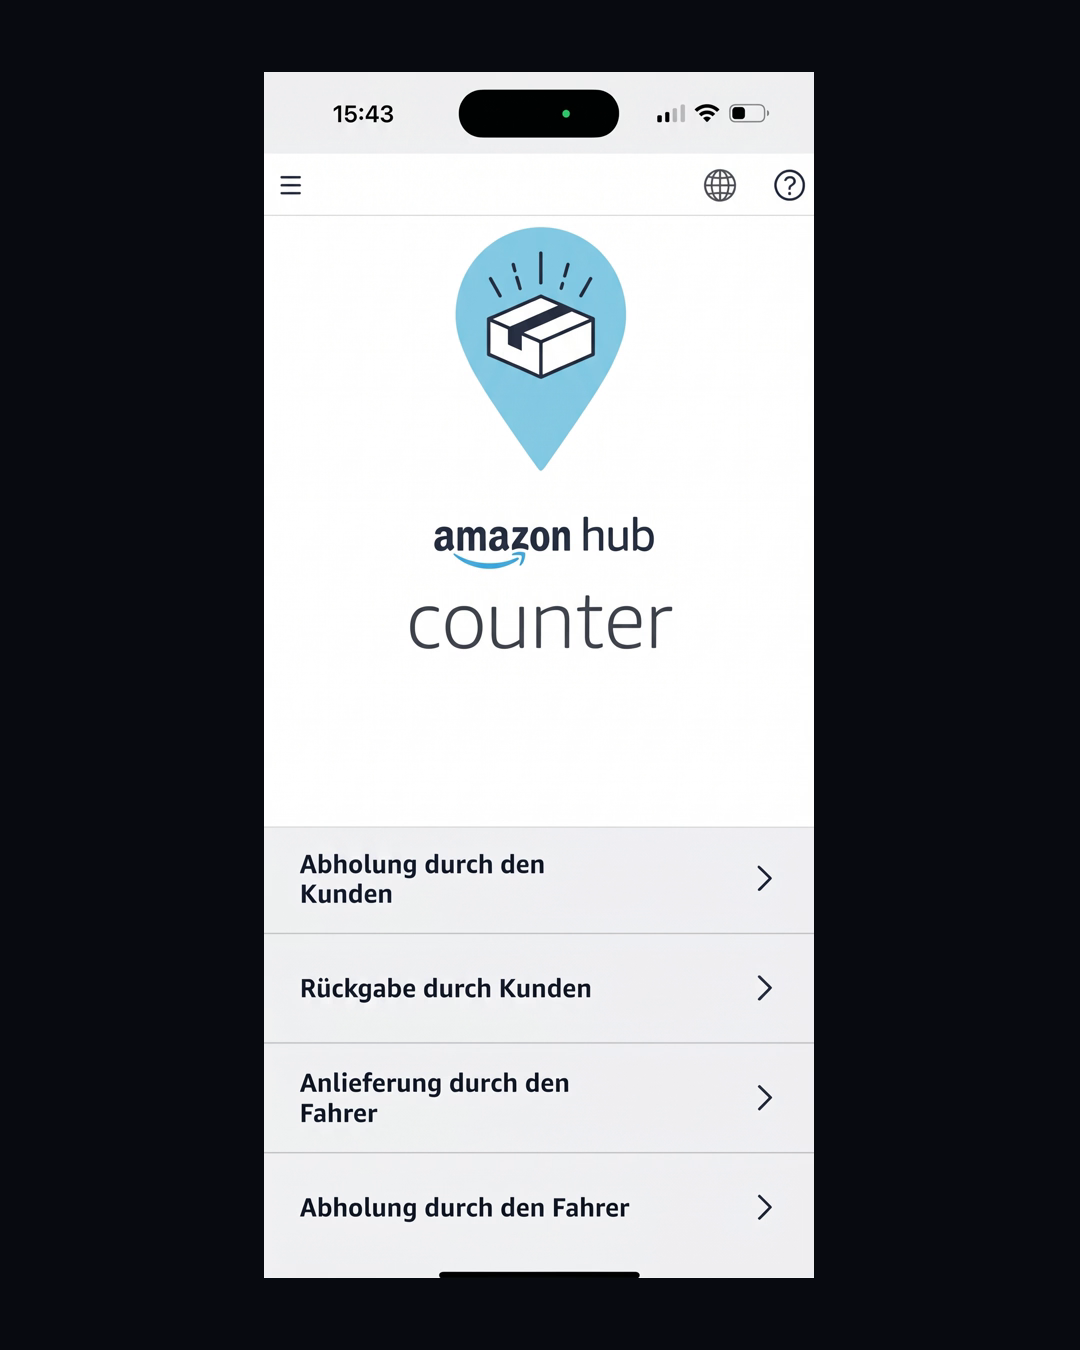 15:43
amazon hub
counter
Abholung durch den
Kunden
Rückgabe durch Kunden
Anlieferung durch den
Fahrer
Abholung durch den Fahrer